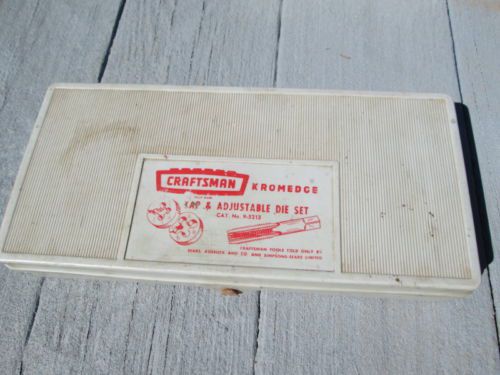 CRAFTSMAN KROMEDGE
TAP & ADJUSTABLE DIE SET
CAT. No. 9-5213
CRAFTSMAN TOOLS SOLD ONLY BY
SEARS, ROEBUCK AND CO. AND SIMPSONS-SEARS LIMITED